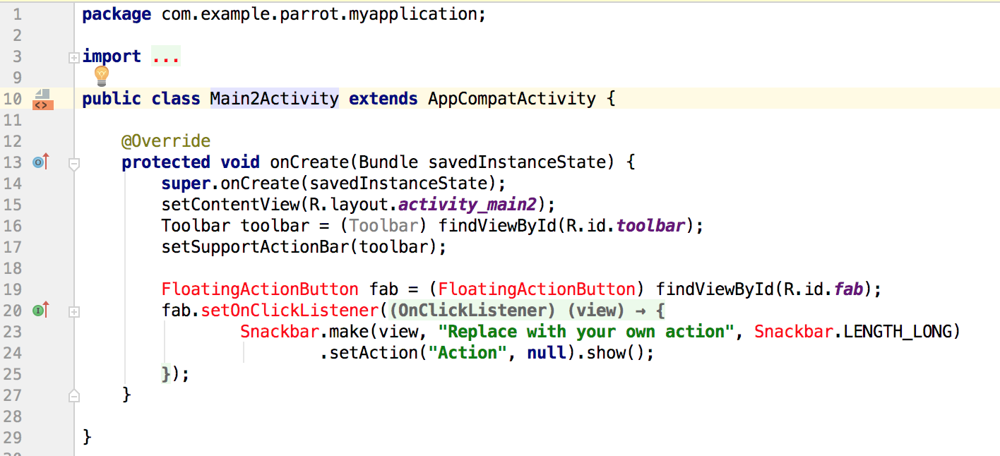 1 package com.example.parrot.myapplication;
2
3 import ...
9
10 <> public class Main2Activity extends AppCompatActivity {
11
12 @Override
13 O protected void onCreate(Bundle savedInstanceState) {
14 super.onCreate(savedInstanceState);
15 setContentView(R.layout.activity_main2);
16 Toolbar toolbar = (Toolbar) findViewById(R.id.toolbar);
17 setSupportActionBar(toolbar);
18
19 FloatingActionButton fab = (FloatingActionButton) findViewById(R.id.fab);
20 I fab.setOnClickListener((OnClickListener) (view) → {
23 Snackbar.make(view, "Replace with your own action", Snackbar.LENGTH_LONG)
24 .setAction("Action", null).show();
25 });
27 }
28
29 }